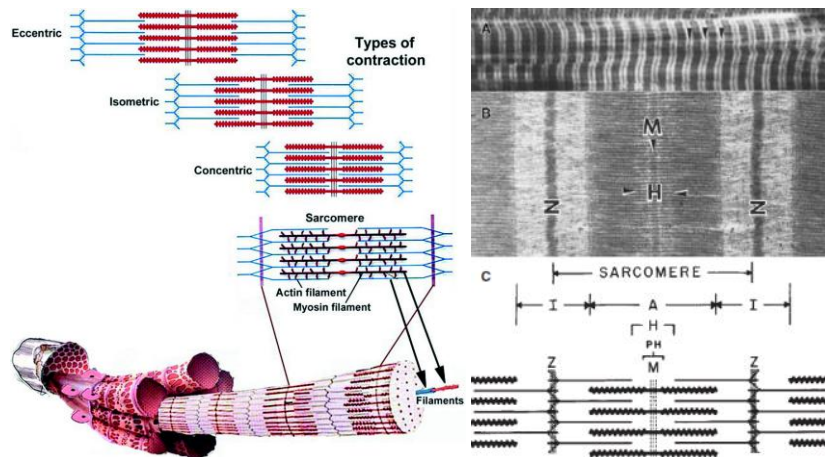 Eccentric
Types of
contraction
Isometric
Concentric
Sarcomere
Actin filament
Myosin filament
Filaments
A
B
M
H
Z
Z
C
SARCOMERE
I
A
I
H
PH
M
Z
Z